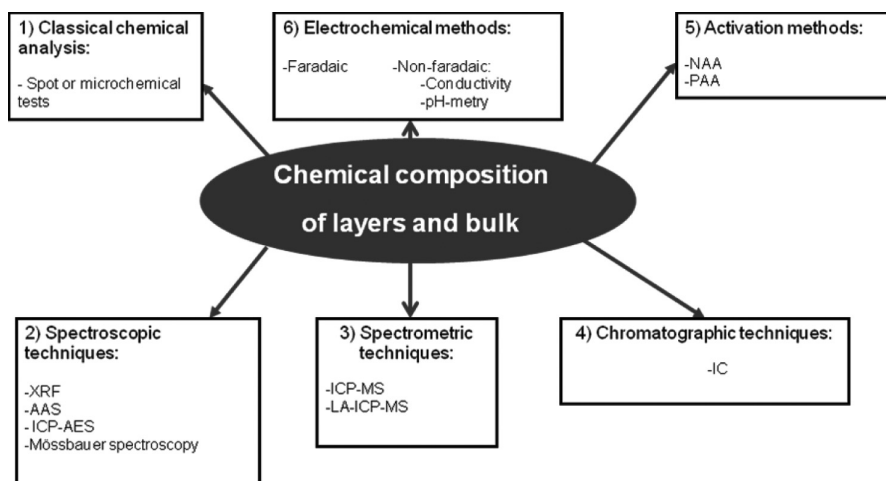 1) Classical chemical
analysis:
- Spot or microchemical
tests
6) Electrochemical methods:
-Faradaic -Non-faradaic:
-Conductivity
-pH-metry
5) Activation methods:
-NAA
-PAA
Chemical composition
of layers and bulk
2) Spectroscopic
techniques:
-XRF
-AAS
-ICP-AES
-Mössbauer spectroscopy
3) Spectrometric
techniques:
-ICP-MS
-LA-ICP-MS
4) Chromatographic techniques:
-IC